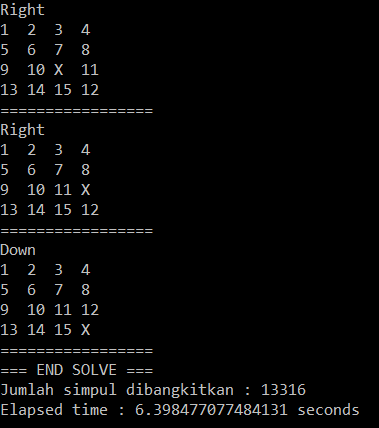 Right
1  2  3  4
5  6  7  8
9  10 X  11
13 14 15 12
=================
Right
1  2  3  4
5  6  7  8
9  10 11 X
13 14 15 12
=================
Down
1  2  3  4
5  6  7  8
9  10 11 12
13 14 15 X
=================
=== END SOLVE ===
Jumlah simpul dibangkitkan : 13316
Elapsed time : 6.398477077484131 seconds